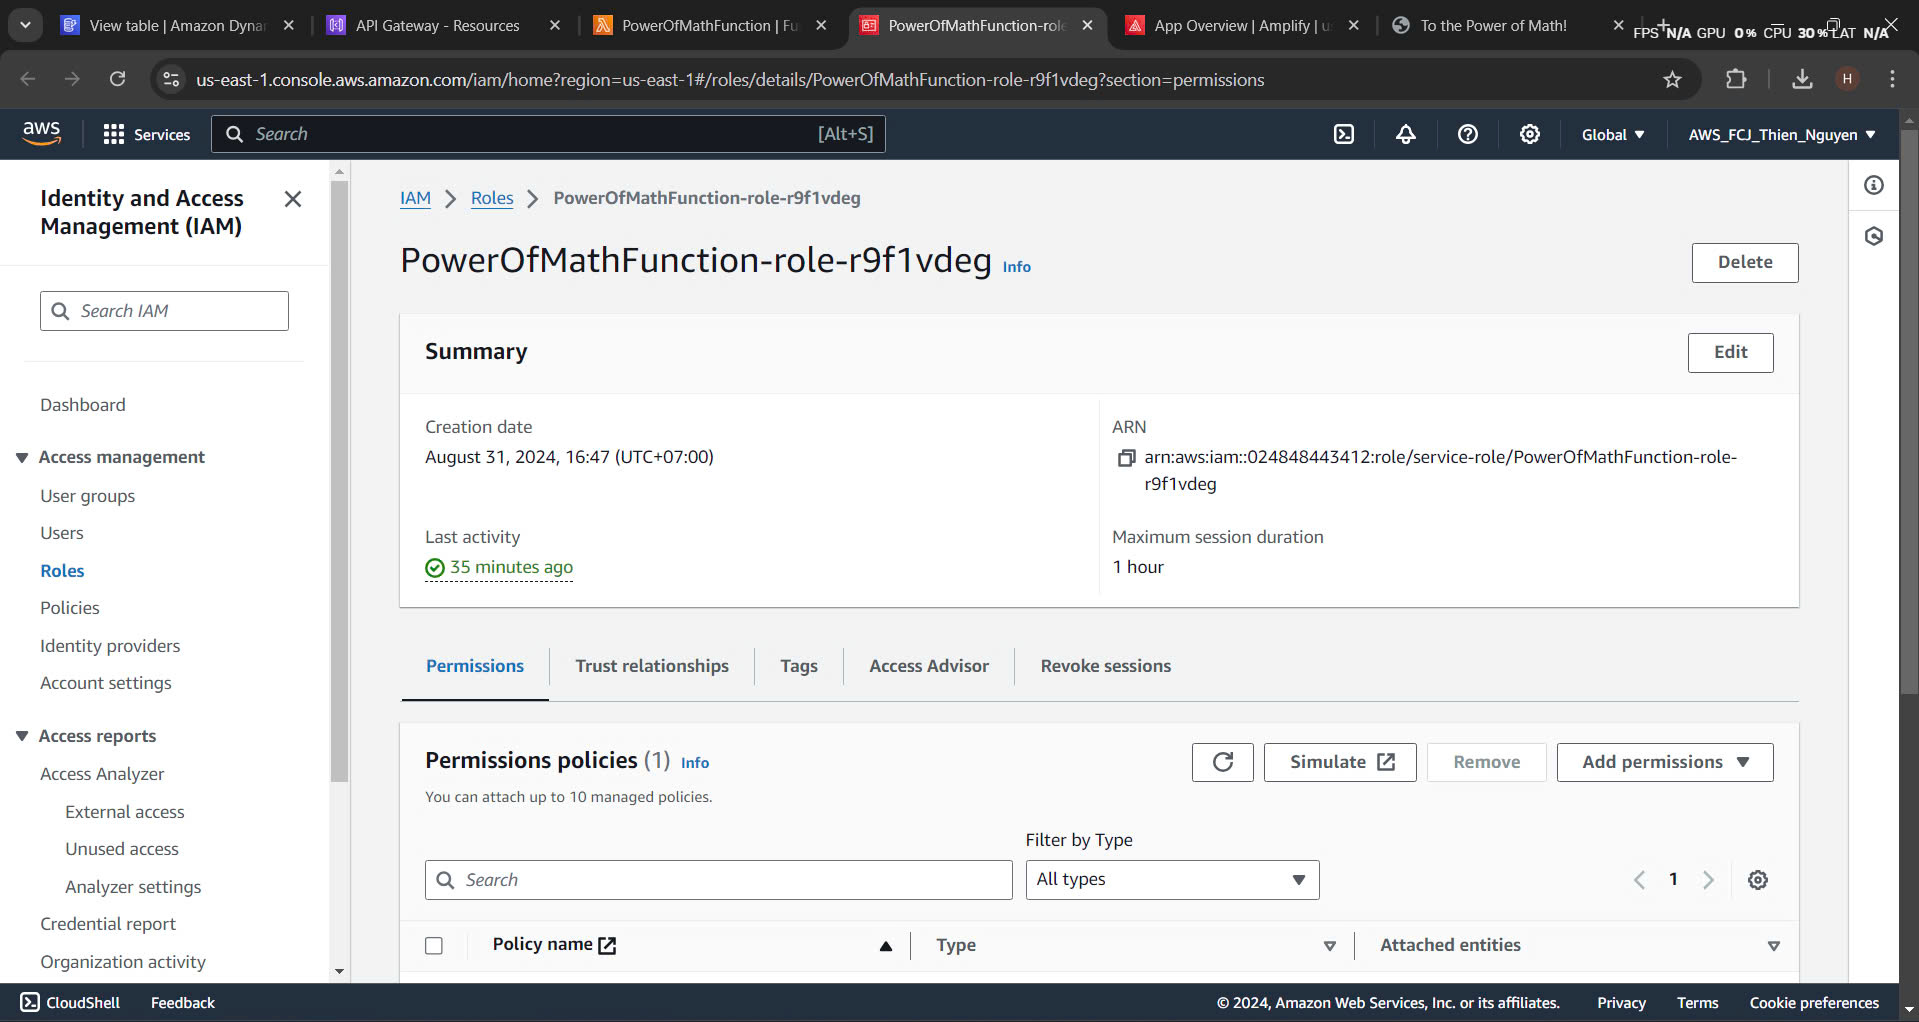 View table | Amazon Dyna
API Gateway - Resources
PowerOfMathFunction | Fu
PowerOfMathFunction-role
App Overview | Amplify | u
To the Power of Math!
FPS N/A GPU 0% CPU 30% LAT N/A
us-east-1.console.aws.amazon.com/iam/home?region=us-east-1#/roles/details/PowerOfMathFunction-role-r9f1vdeg?section=permissions
H
aws
Services
Search
[Alt+S]
Global
AWS_FCJ_Thien_Nguyen
Identity and Access
Management (IAM)
Search IAM
Dashboard
Access management
User groups
Users
Roles
Policies
Identity providers
Account settings
Access reports
Access Analyzer
External access
Unused access
Analyzer settings
Credential report
Organization activity
IAM
Roles
PowerOfMathFunction-role-r9f1vdeg
PowerOfMathFunction-role-r9f1vdeg Info
Delete
Summary
Edit
Creation date
August 31, 2024, 16:47 (UTC+07:00)
ARN
arn:aws:iam::024848443412:role/service-role/PowerOfMathFunction-role-
r9f1vdeg
Last activity
35 minutes ago
Maximum session duration
1 hour
Permissions
Trust relationships
Tags
Access Advisor
Revoke sessions
Permissions policies (1) Info
You can attach up to 10 managed policies.
Simulate
Remove
Add permissions
Filter by Type
Search
All types
1
Policy name
Type
Attached entities
CloudShell
Feedback
© 2024, Amazon Web Services, Inc. or its affiliates.
Privacy
Terms
Cookie preferences